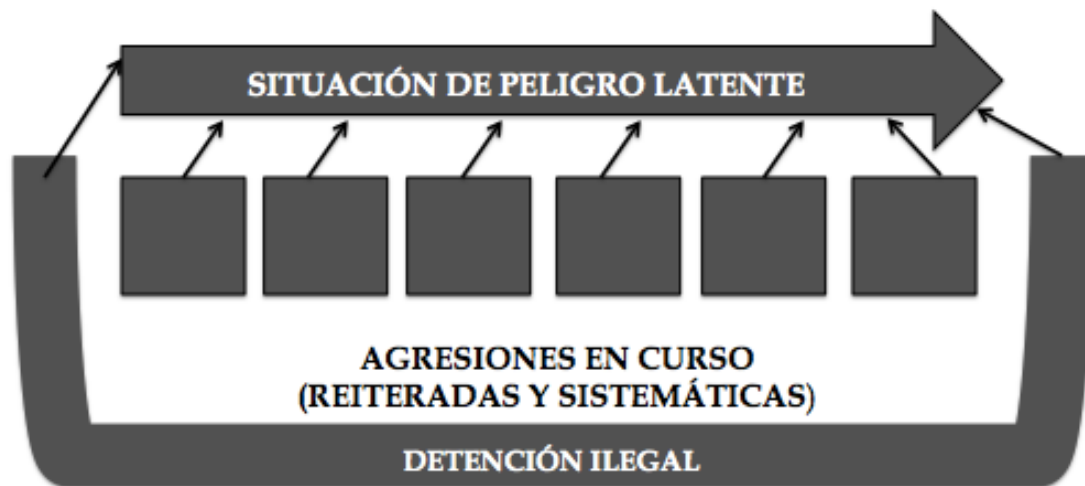 SITUACIÓN DE PELIGRO LATENTE
AGRESIONES EN CURSO
(REITERADAS Y SISTEMÁTICAS)
DETENCIÓN ILEGAL